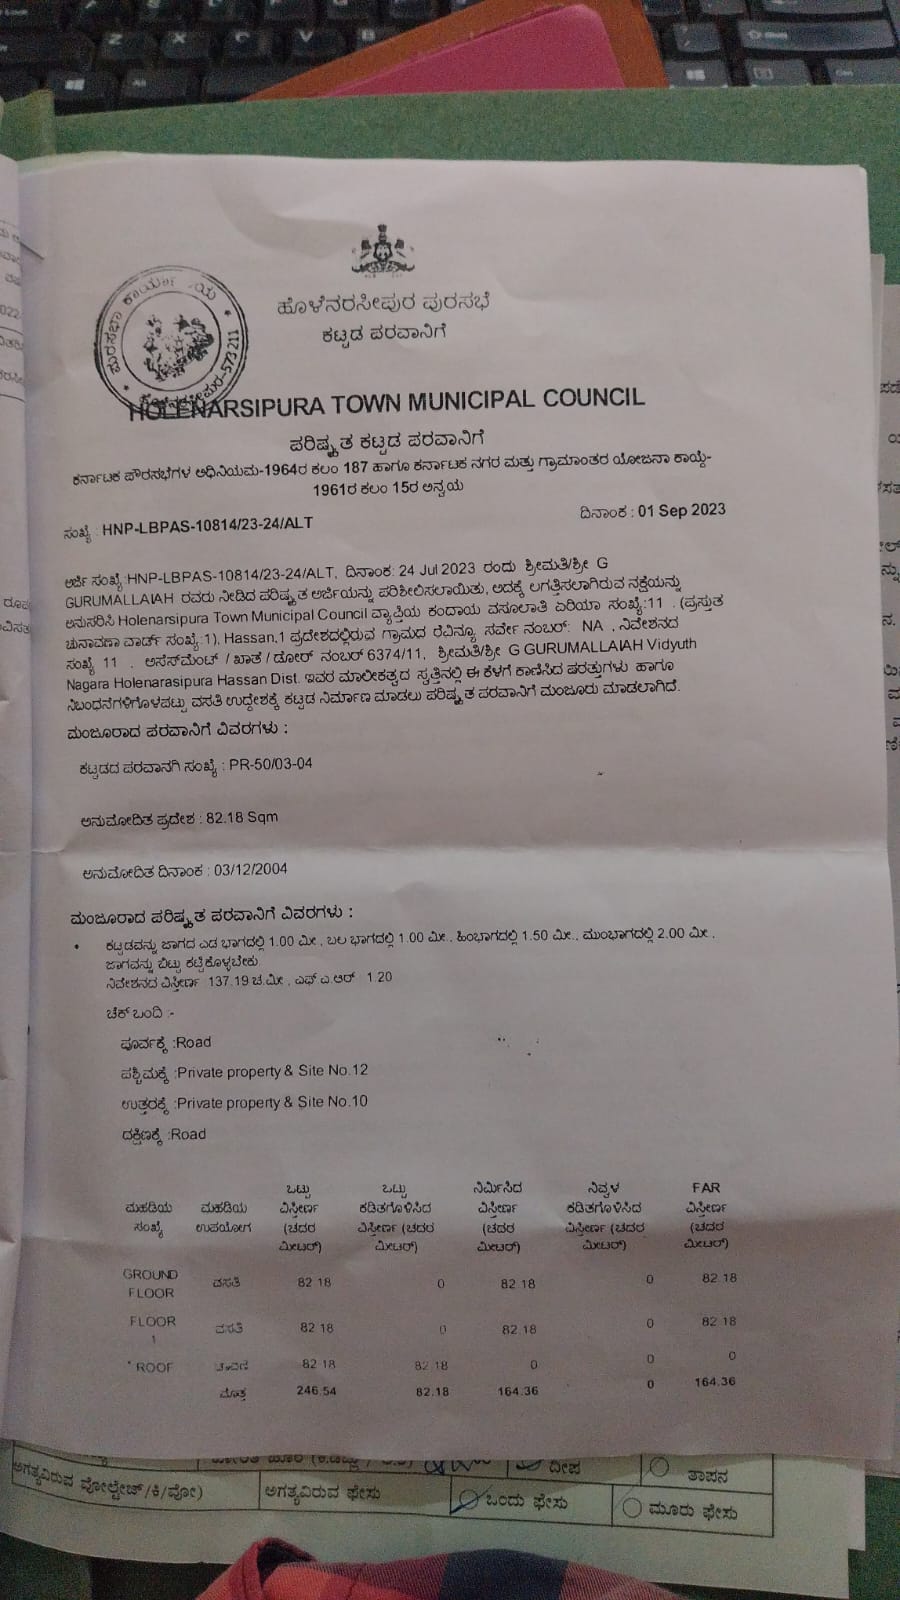 ಪುರಸಭಾ ಕಾರ್ಯಾ
ಹೊಳೆನರಸೀಪುರ-573 211
ಹೊಳೆನರಸೀಪುರ ಪುರಸಭೆ
ಕಟ್ಟಡ ಪರವಾನಿಗೆ
HOLENARSIPURA TOWN MUNICIPAL COUNCIL
ಪರಿಷ್ಕೃತ ಕಟ್ಟಡ ಪರವಾನಿಗೆ
ಕರ್ನಾಟಕ ಪೌರಸಭೆಗಳ ಅಧಿನಿಯಮ-1964ರ ಕಲಂ 187 ಹಾಗೂ ಕರ್ನಾಟಕ ನಗರ ಮತ್ತು ಗ್ರಾಮಾಂತರ ಯೋಜನಾ ಕಾಯ್ದೆ-
1961ರ ಕಲಂ 15ರ ಅನ್ವಯ
ಸಂಖ್ಯೆ : HNP-LBPAS-10814/23-24/ALT ದಿನಾಂಕ : 01 Sep 2023
ಅರ್ಜಿ ಸಂಖ್ಯೆ:HNP-LBPAS-10814/23-24/ALT, ದಿನಾಂಕ: 24 Jul 2023 ರಂದು ಶ್ರೀಮತಿ/ಶ್ರೀ G
GURUMALLAIAH ರವರು ನೀಡಿದ ಪರಿಷ್ಕೃತ ಅರ್ಜಿಯನ್ನು ಪರಿಶೀಲಿಸಲಾಯಿತು, ಅದಕ್ಕೆ ಲಗತ್ತಿಸಲಾಗಿರುವ ನಕ್ಷೆಯನ್ನು
ಅನುಸರಿಸಿ Holenarsipura Town Municipal Council ವ್ಯಾಪ್ತಿಯ ಕಂದಾಯ ವಸೂಲಾತಿ ಏರಿಯಾ ಸಂಖ್ಯೆ:11 . (ಪ್ರಸ್ತುತ
ಚುನಾವಣಾ ವಾರ್ಡ್ ಸಂಖ್ಯೆ:1), Hassan,1 ಪ್ರದೇಶದಲ್ಲಿರುವ ಗ್ರಾಮದ ರೆವಿನ್ಯೂ ಸರ್ವೇ ನಂಬರ್: NA , ನಿವೇಶನದ
ಸಂಖ್ಯೆ 11 . ಅಸೆಸ್‌ಮೆಂಟ್ / ಖಾತೆ / ಡೋರ್ ನಂಬರ್ 6374/11, ಶ್ರೀಮತಿ/ಶ್ರೀ G GURUMALLAIAH Vidyuth
Nagara Holenarasipura Hassan Dist. ಇವರ ಮಾಲೀಕತ್ವದ ಸ್ವತ್ತಿನಲ್ಲಿ ಈ ಕೆಳಗೆ ಕಾಣಿಸಿದ ಷರತ್ತುಗಳು ಹಾಗೂ
ನಿಬಂಧನೆಗಳಿಗೊಳಪಟ್ಟು ವಸತಿ ಉದ್ದೇಶಕ್ಕೆ ಕಟ್ಟಡ ನಿರ್ಮಾಣ ಮಾಡಲು ಪರಿಷ್ಕೃತ ಪರವಾನಿಗೆ ಮಂಜೂರು ಮಾಡಲಾಗಿದೆ.
ಮಂಜೂರಾದ ಪರವಾನಿಗೆ ವಿವರಗಳು :
ಕಟ್ಟಡದ ಪರವಾನಗಿ ಸಂಖ್ಯೆ : PR-50/03-04
ಅನುಮೋದಿತ ಪ್ರದೇಶ : 82.18 Sqm
ಅನುಮೋದಿತ ದಿನಾಂಕ : 03/12/2004
ಮಂಜೂರಾದ ಪರಿಷ್ಕೃತ ಪರವಾನಿಗೆ ವಿವರಗಳು :
• ಕಟ್ಟಡವನ್ನು ಜಾಗದ ಎಡ ಭಾಗದಲ್ಲಿ 1.00 ಮೀ., ಬಲ ಭಾಗದಲ್ಲಿ 1.00 ಮೀ., ಹಿಂಭಾಗದಲ್ಲಿ 1.50 ಮೀ., ಮುಂಭಾಗದಲ್ಲಿ 2.00 ಮೀ.,
ಜಾಗವನ್ನು ಬಿಟ್ಟು ಕಟ್ಟಿಕೊಳ್ಳಬೇಕು
ನಿವೇಶನದ ವಿಸ್ತೀರ್ಣ 137.19 ಚ.ಮೀ., ಎಫ್ ಎ.ಆರ್ 1.20
ಚೆಕ್ ಬಂದಿ :-
ಪೂರ್ವಕ್ಕೆ :Road
ಪಶ್ಚಿಮಕ್ಕೆ :Private property & Site No.12
ಉತ್ತರಕ್ಕೆ :Private property & Site No.10
ದಕ್ಷಿಣಕ್ಕೆ :Road
ಒಟ್ಟು ಒಟ್ಟು ನಿರ್ಮಿಸಿದ ನಿವ್ವಳ FAR
ಮಹಡಿಯ ಮಹಡಿಯ ವಿಸ್ತೀರ್ಣ ಕಡಿತಗೊಳಿಸಿದ ವಿಸ್ತೀರ್ಣ ಕಡಿತಗೊಳಿಸಿದ ವಿಸ್ತೀರ್ಣ
ಸಂಖ್ಯೆ ಉಪಯೋಗ (ಚದರ ವಿಸ್ತೀರ್ಣ (ಚದರ (ಚದರ ವಿಸ್ತೀರ್ಣ (ಚದರ (ಚದರ
ಮೀಟರ್) ಮೀಟರ್) ಮೀಟರ್) ಮೀಟರ್) ಮೀಟರ್)
GROUND
FLOOR ವಸತಿ 82.18 0 82.18 0 82.18
FLOOR
1 ವಸತಿ 82.18 0 82.18 0 82.18
* ROOF 82.18 82.18 0 0 0
ಮೊತ್ತ 246.54 82.18 164.36 0 164.36
ದೀಪ ತಾಪನ
ಅಗತ್ಯವಿರುವ ವೋಲ್ಟೇಜ್/ಕಿ/ವೋ) ಅಗತ್ಯವಿರುವ ಫೇಸು ಒಂದು ಫೇಸು ಮೂರು ಫೇಸು